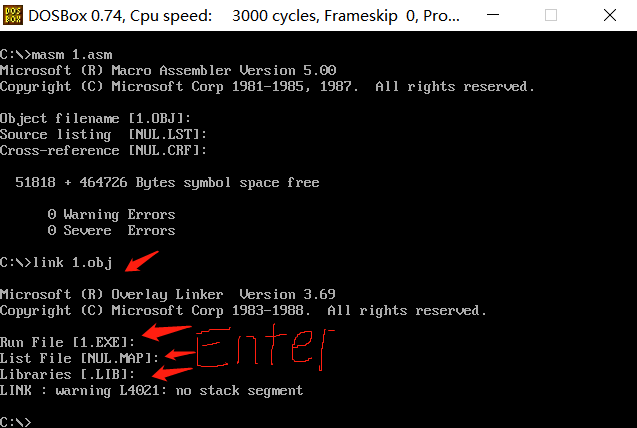 DOS
BOX
DOSBox 0.74, Cpu speed: 3000 cycles, Frameskip 0, Pro...
C:\>masm 1.asm
Microsoft (R) Macro Assembler Version 5.00
Copyright (C) Microsoft Corp 1981-1985, 1987. All rights reserved.
Object filename [1.OBJ]:
Source listing [NUL.LST]:
Cross-reference [NUL.CRF]:
51818 + 464726 Bytes symbol space free
0 Warning Errors
0 Severe Errors
C:\>link 1.obj
Microsoft (R) Overlay Linker Version 3.69
Copyright (C) Microsoft Corp 1983-1988. All rights reserved.
Run File [1.EXE]:
List File [NUL.MAP]:
Libraries [.LIB]:
Enter
LINK : warning L4021: no stack segment
C:\>